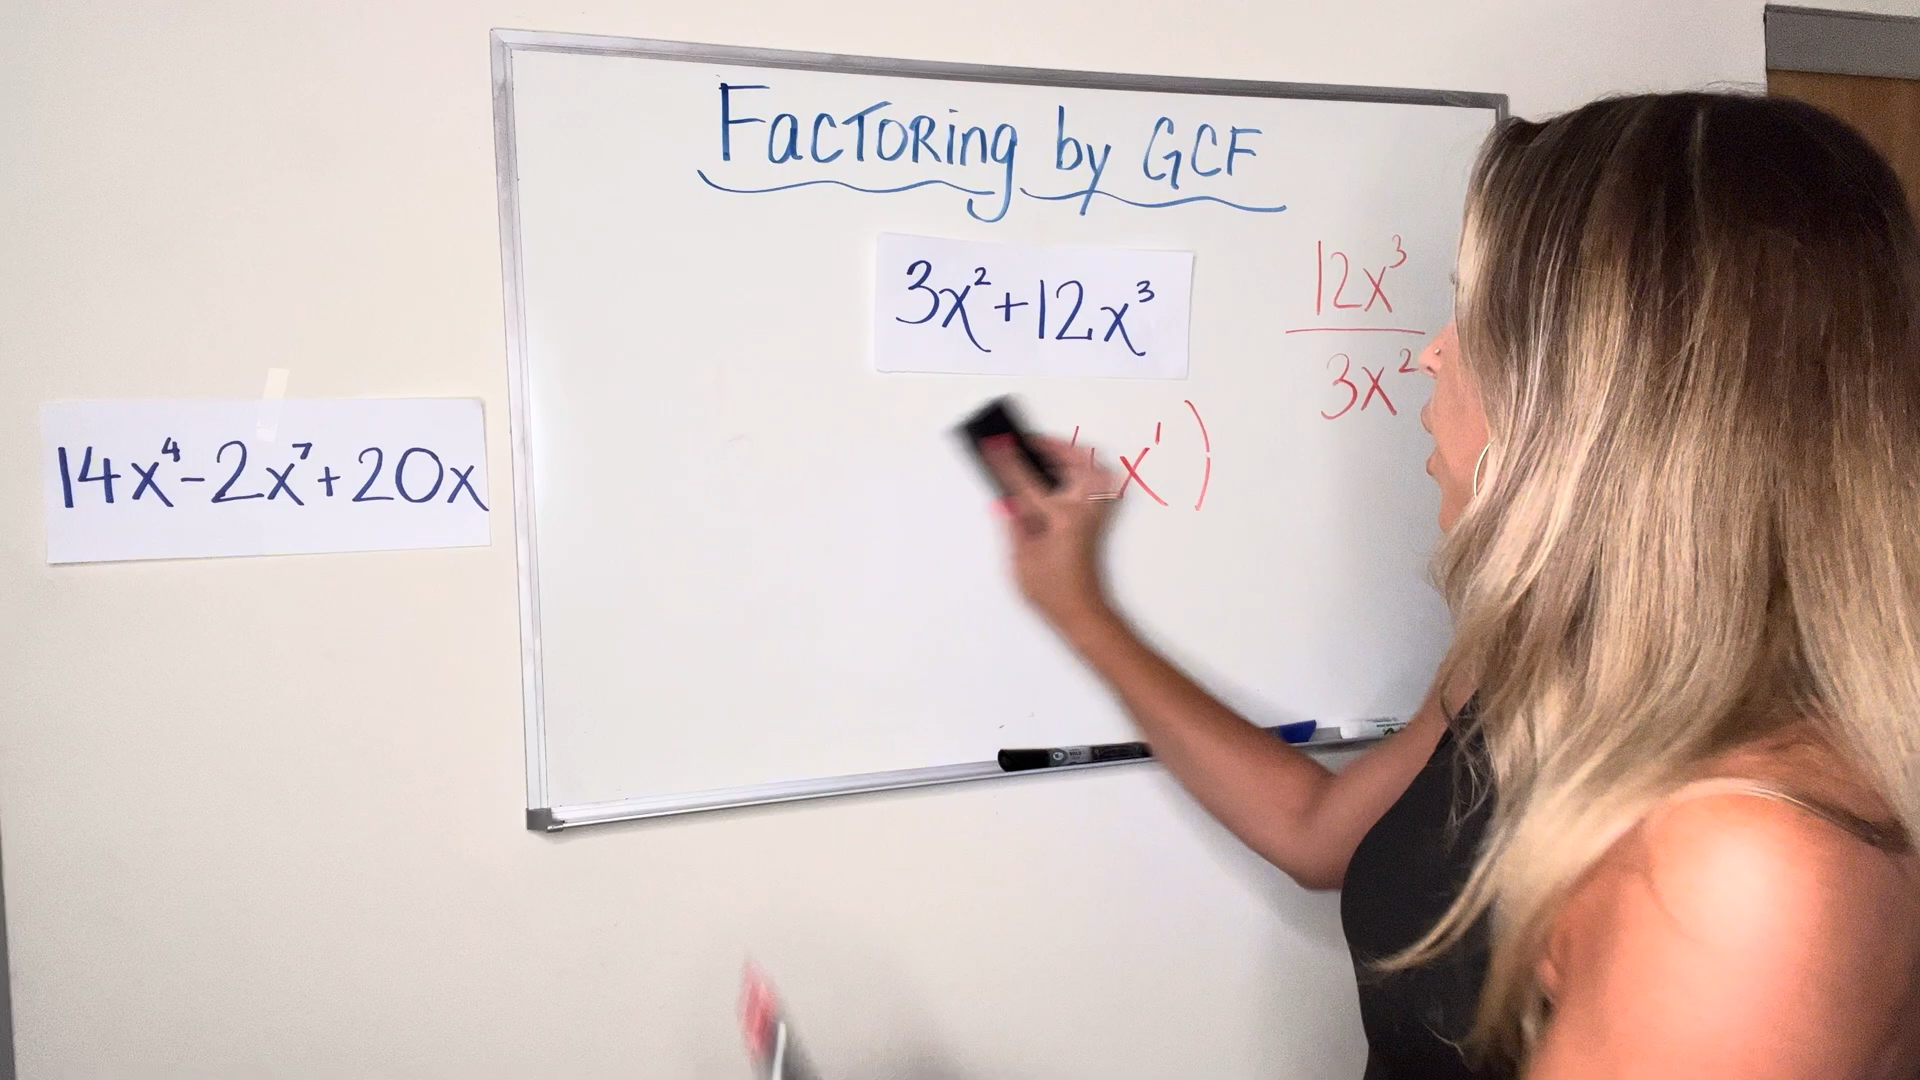 Factoring by GCF
3x²+12x³
12x³
3x²
x¹)
14x⁴-2x⁷+20x